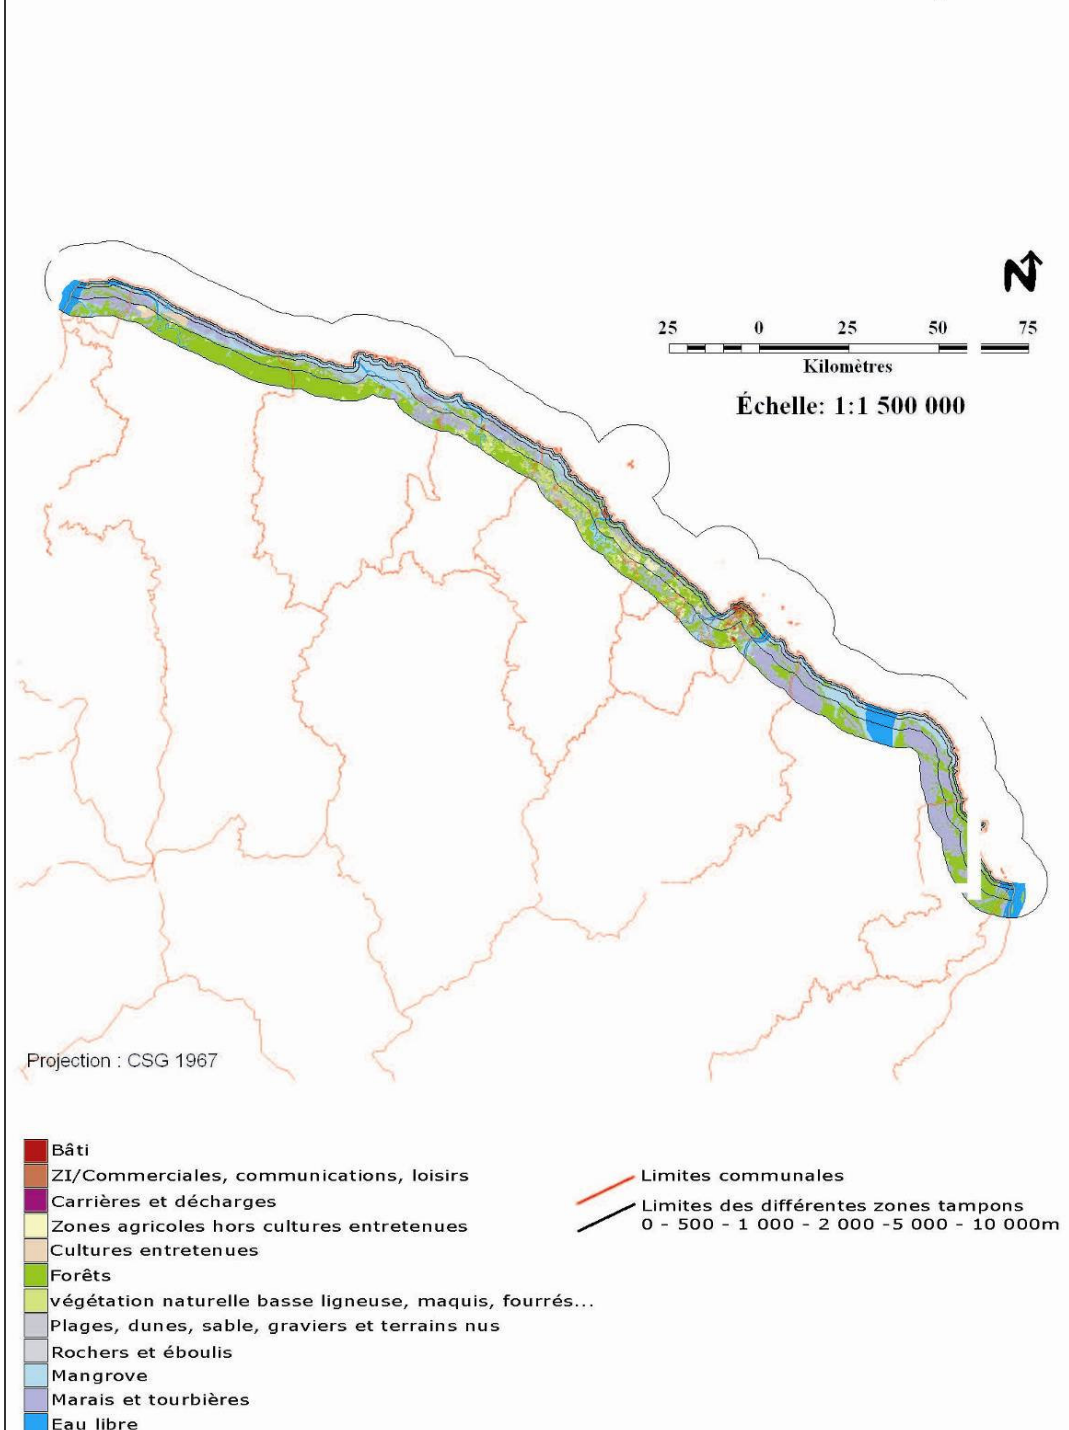 N
25 0 25 50 75
Kilomètres
Échelle: 1:1 500 000
Projection : CSG 1967
Bâti
ZI/Commerciales, communications, loisirs
Carrières et décharges
Zones agricoles hors cultures entretenues
Cultures entretenues
Forêts
végétation naturelle basse ligneuse, maquis, fourrés...
Plages, dunes, sable, graviers et terrains nus
Rochers et éboulis
Mangrove
Marais et tourbières
Eau libre
Limites communales
Limites des différentes zones tampons
0 - 500 - 1 000 - 2 000 -5 000 - 10 000m